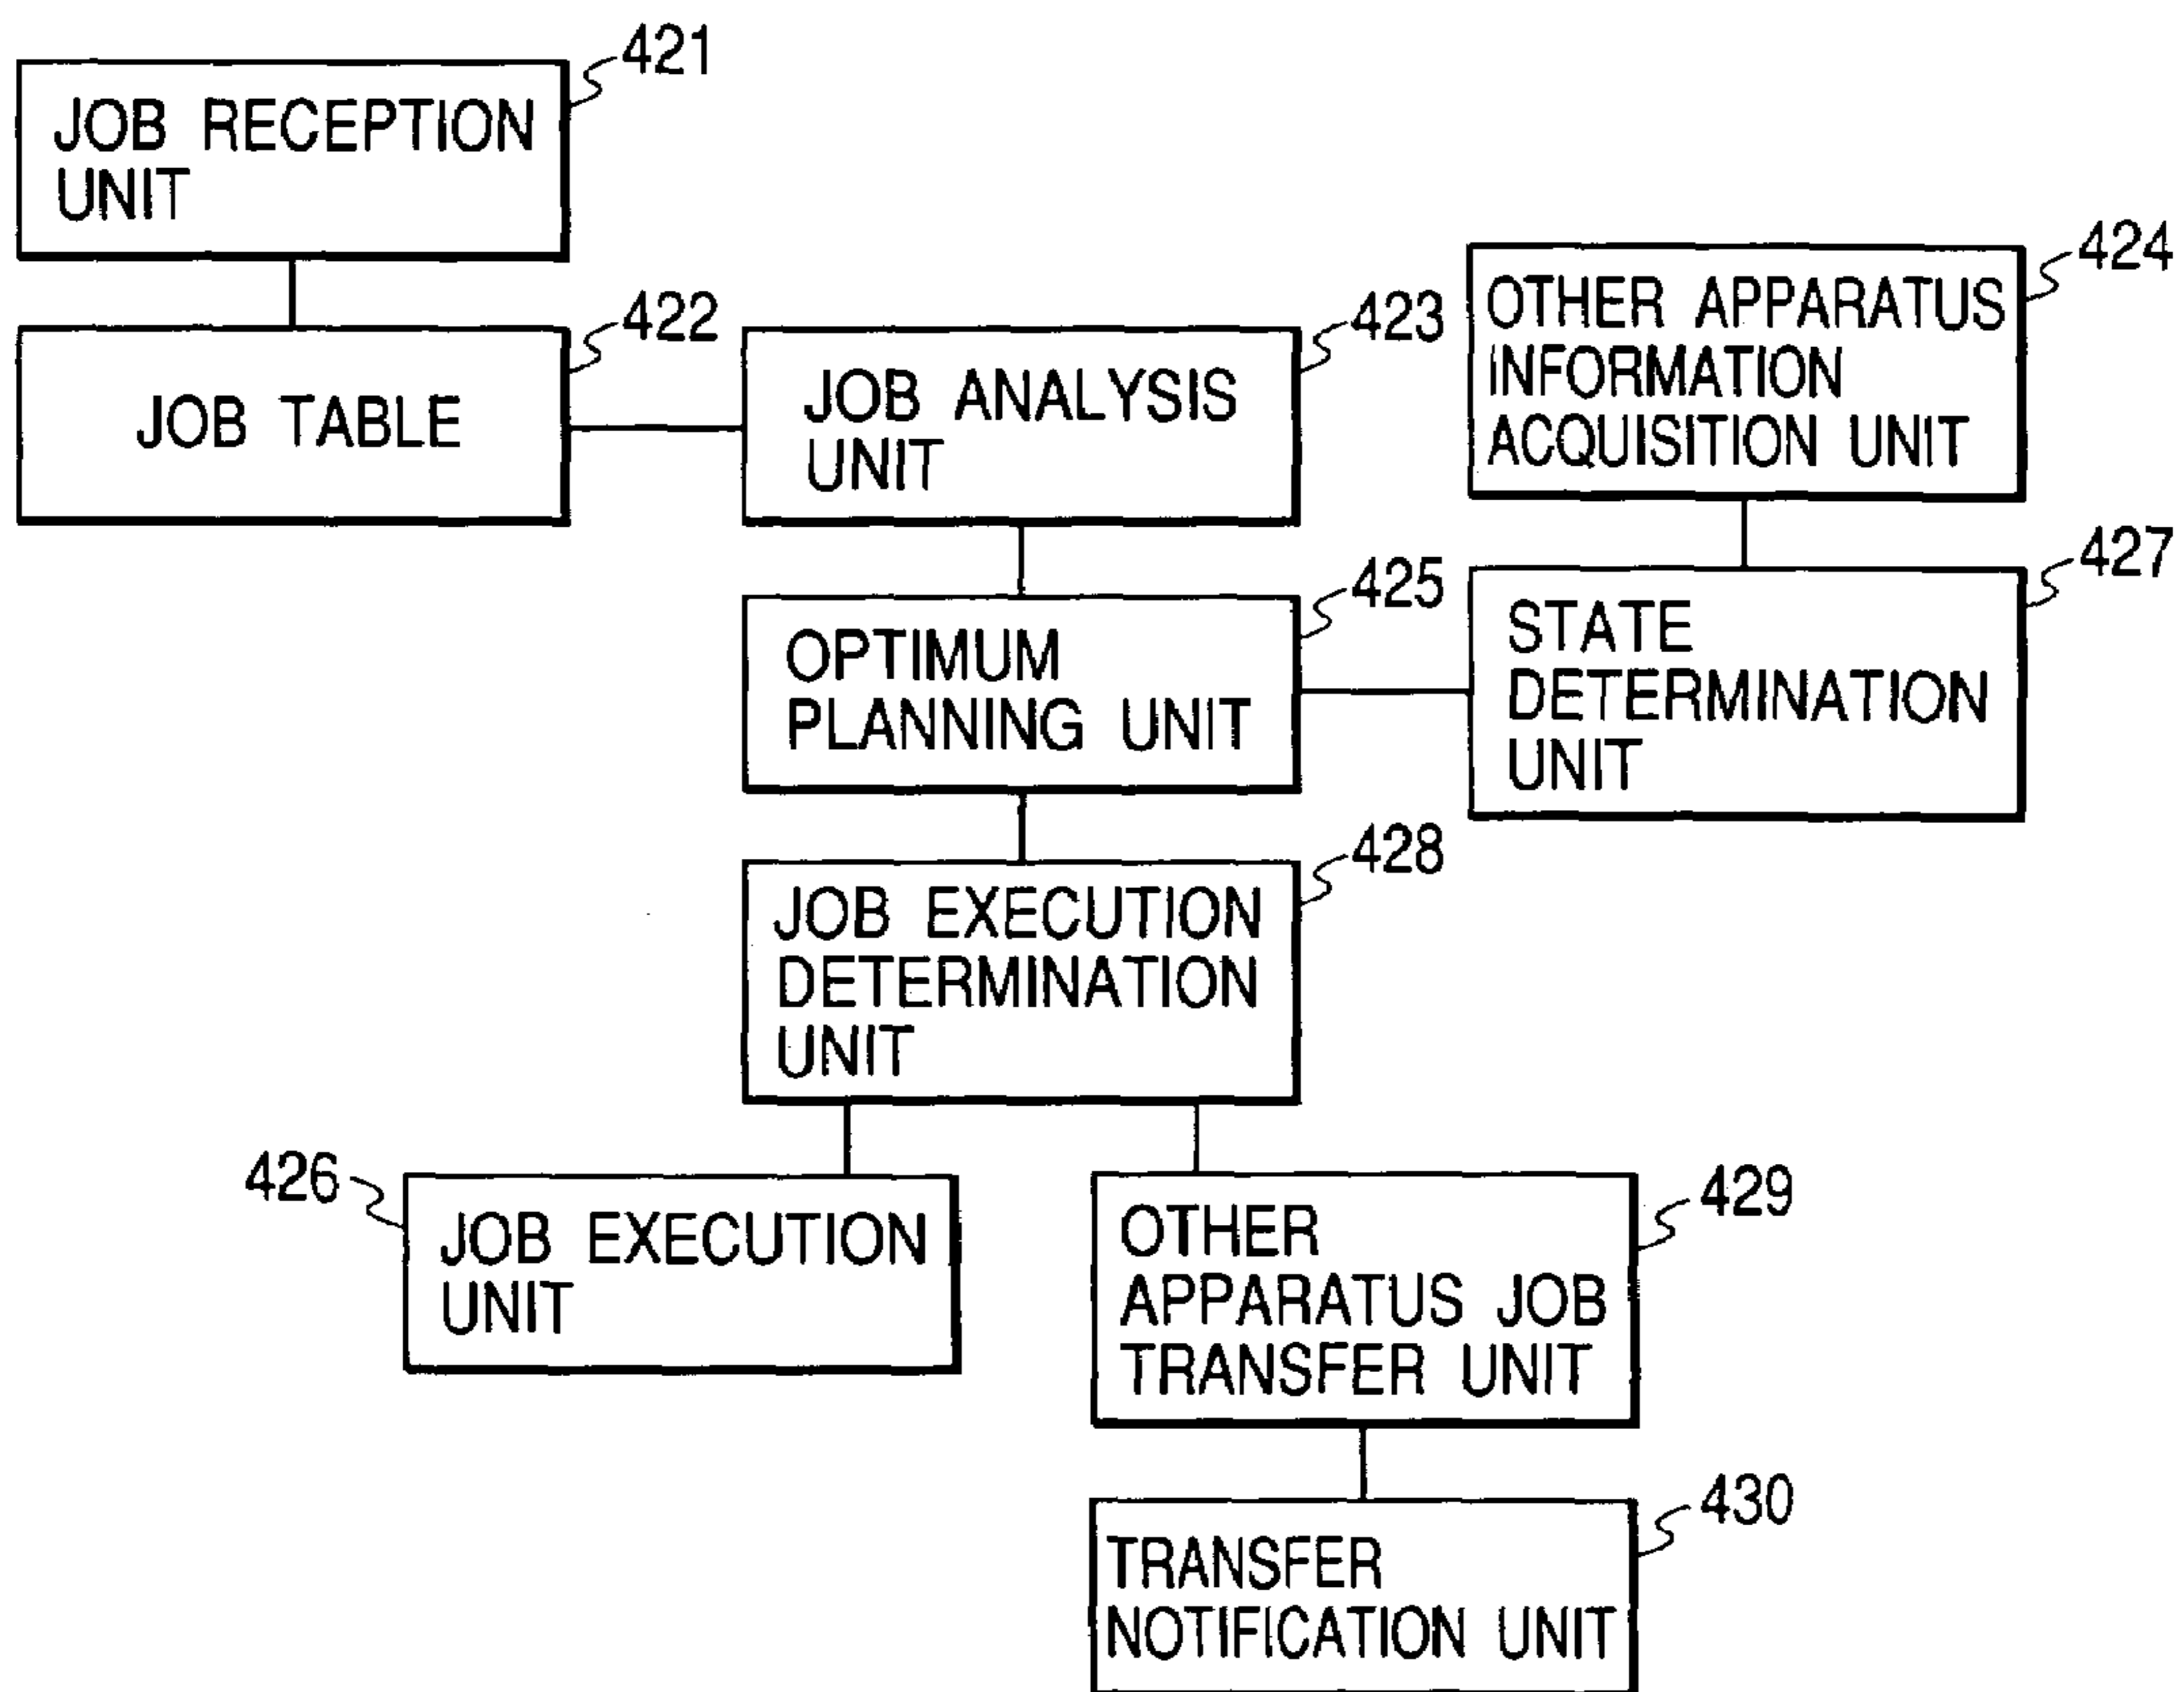 421
JOB RECEPTION
UNIT
422
JOB TABLE
423
JOB ANALYSIS
UNIT
424
OTHER APPARATUS
INFORMATION
ACQUISITION UNIT
425
OPTIMUM
PLANNING UNIT
427
STATE
DETERMINATION
UNIT
428
JOB EXECUTION
DETERMINATION
UNIT
426
JOB EXECUTION
UNIT
429
OTHER
APPARATUS JOB
TRANSFER UNIT
430
TRANSFER
NOTIFICATION UNIT